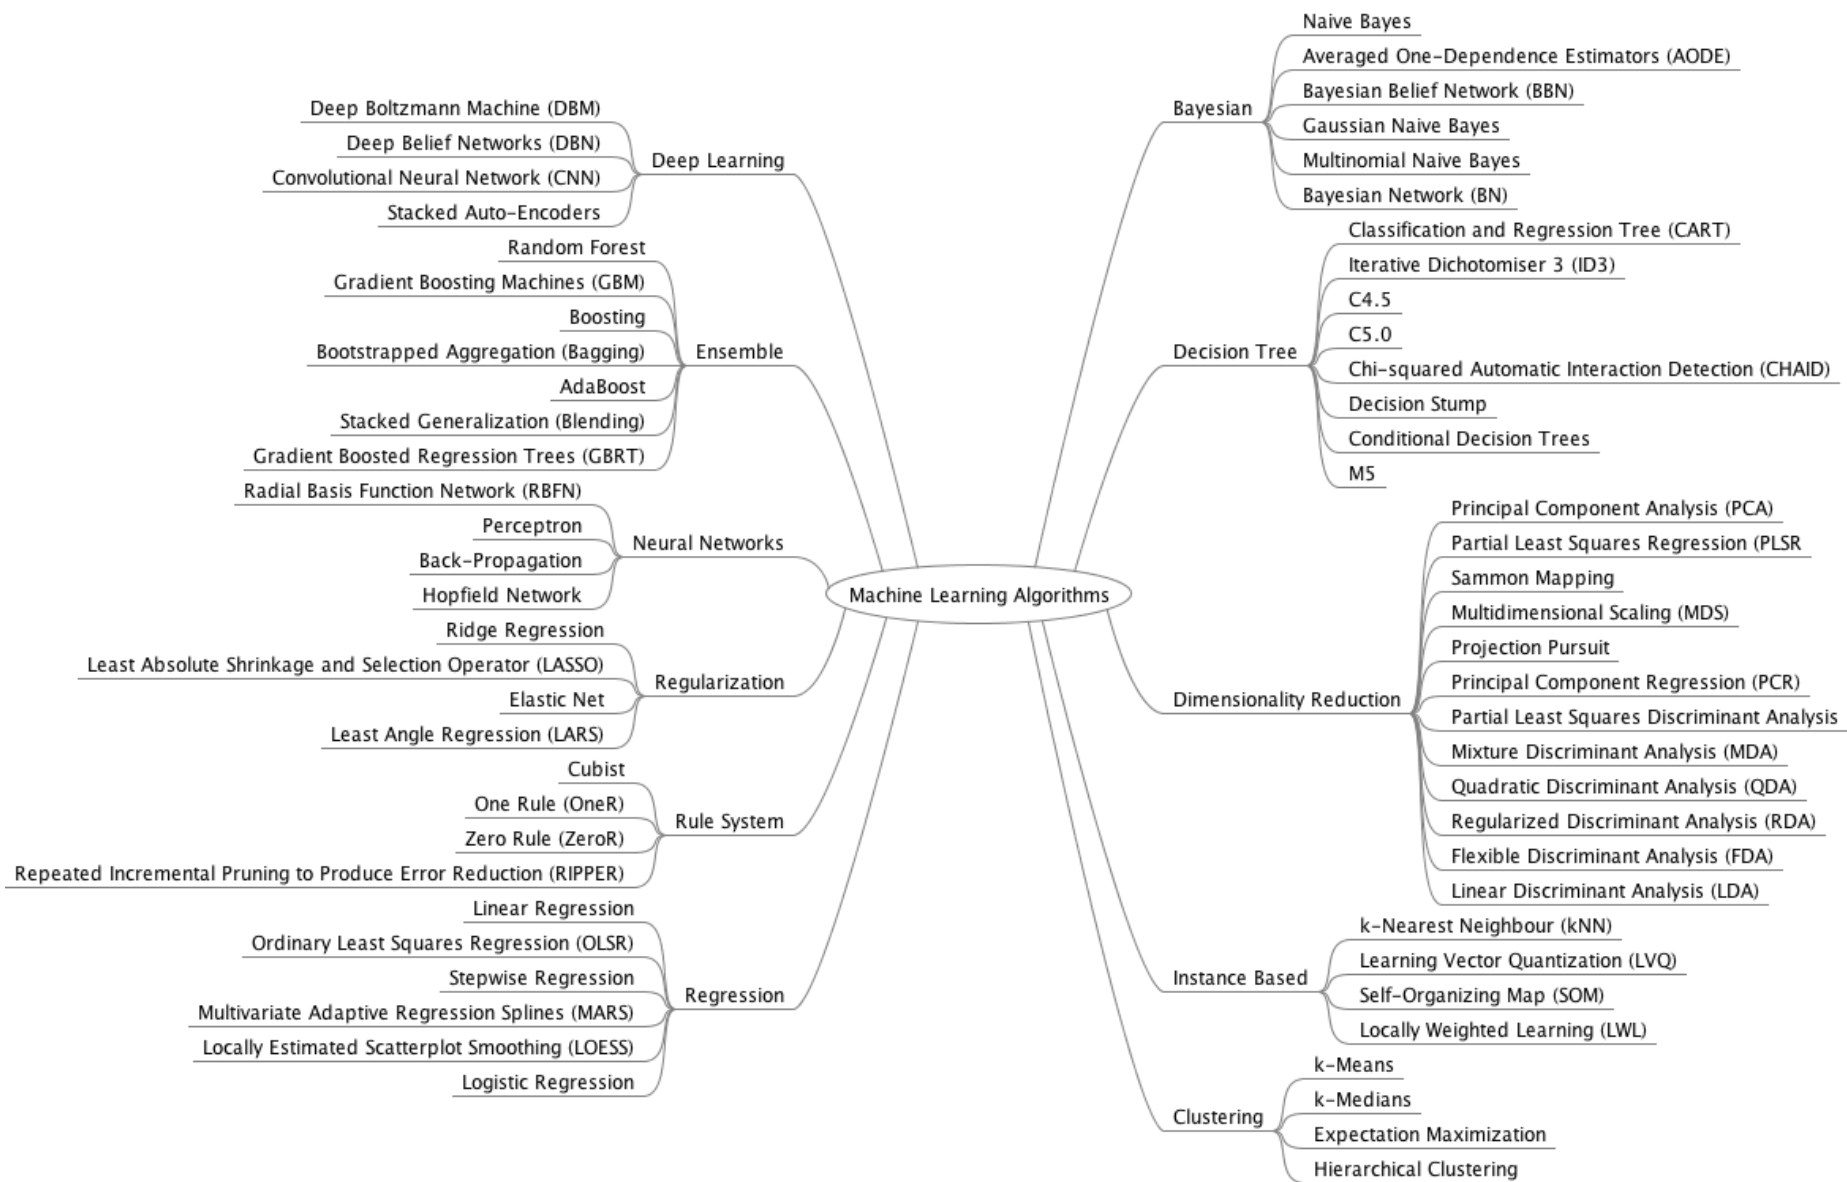 Machine Learning Algorithms
Deep Learning
Deep Boltzmann Machine (DBM)
Deep Belief Networks (DBN)
Convolutional Neural Network (CNN)
Stacked Auto-Encoders
Ensemble
Random Forest
Gradient Boosting Machines (GBM)
Boosting
Bootstrapped Aggregation (Bagging)
AdaBoost
Stacked Generalization (Blending)
Gradient Boosted Regression Trees (GBRT)
Neural Networks
Radial Basis Function Network (RBFN)
Perceptron
Back-Propagation
Hopfield Network
Regularization
Ridge Regression
Least Absolute Shrinkage and Selection Operator (LASSO)
Elastic Net
Least Angle Regression (LARS)
Rule System
Cubist
One Rule (OneR)
Zero Rule (ZeroR)
Repeated Incremental Pruning to Produce Error Reduction (RIPPER)
Regression
Linear Regression
Ordinary Least Squares Regression (OLSR)
Stepwise Regression
Multivariate Adaptive Regression Splines (MARS)
Locally Estimated Scatterplot Smoothing (LOESS)
Logistic Regression
Bayesian
Naive Bayes
Averaged One-Dependence Estimators (AODE)
Bayesian Belief Network (BBN)
Gaussian Naive Bayes
Multinomial Naive Bayes
Bayesian Network (BN)
Decision Tree
Classification and Regression Tree (CART)
Iterative Dichotomiser 3 (ID3)
C4.5
C5.0
Chi-squared Automatic Interaction Detection (CHAID)
Decision Stump
Conditional Decision Trees
M5
Dimensionality Reduction
Principal Component Analysis (PCA)
Partial Least Squares Regression (PLSR
Sammon Mapping
Multidimensional Scaling (MDS)
Projection Pursuit
Principal Component Regression (PCR)
Partial Least Squares Discriminant Analysis
Mixture Discriminant Analysis (MDA)
Quadratic Discriminant Analysis (QDA)
Regularized Discriminant Analysis (RDA)
Flexible Discriminant Analysis (FDA)
Linear Discriminant Analysis (LDA)
Instance Based
k-Nearest Neighbour (kNN)
Learning Vector Quantization (LVQ)
Self-Organizing Map (SOM)
Locally Weighted Learning (LWL)
Clustering
k-Means
k-Medians
Expectation Maximization
Hierarchical Clustering